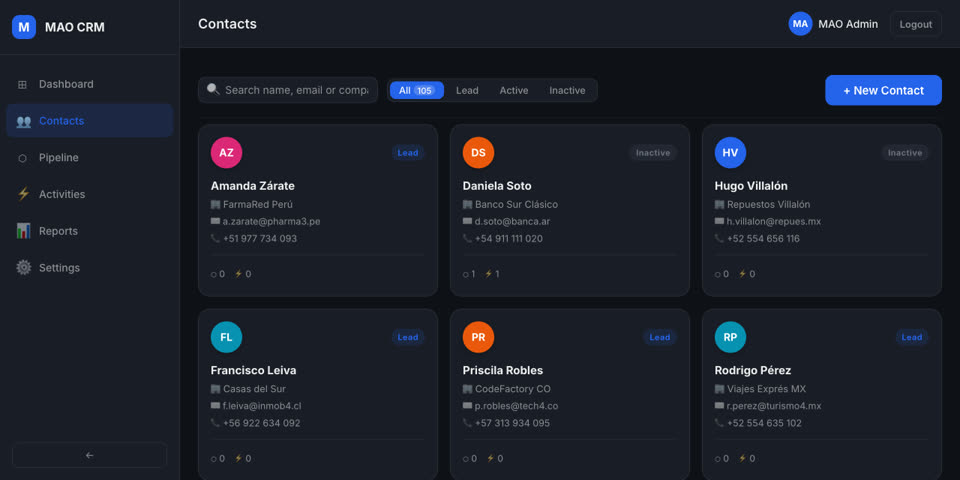 M MAO CRM
Contacts
MA MAO Admin Logout
Dashboard
Contacts
Pipeline
Activities
Reports
Settings
←
Search name, email or comp
All 105 Lead Active Inactive
+ New Contact
AZ Lead
Amanda Zárate
FarmaRed Perú
a.zarate@pharma3.pe
+51 977 734 093
0 0
DS Inactive
Daniela Soto
Banco Sur Clásico
d.soto@banca.ar
+54 911 111 020
1 1
HV Inactive
Hugo Villalón
Repuestos Villalón
h.villalon@repues.mx
+52 554 656 116
0 0
FL Lead
Francisco Leiva
Casas del Sur
f.leiva@inmob4.cl
+56 922 634 092
0 0
PR Lead
Priscila Robles
CodeFactory CO
p.robles@tech4.co
+57 313 934 095
0 0
RP Lead
Rodrigo Pérez
Viajes Exprés MX
r.perez@turismo4.mx
+52 554 635 102
0 0